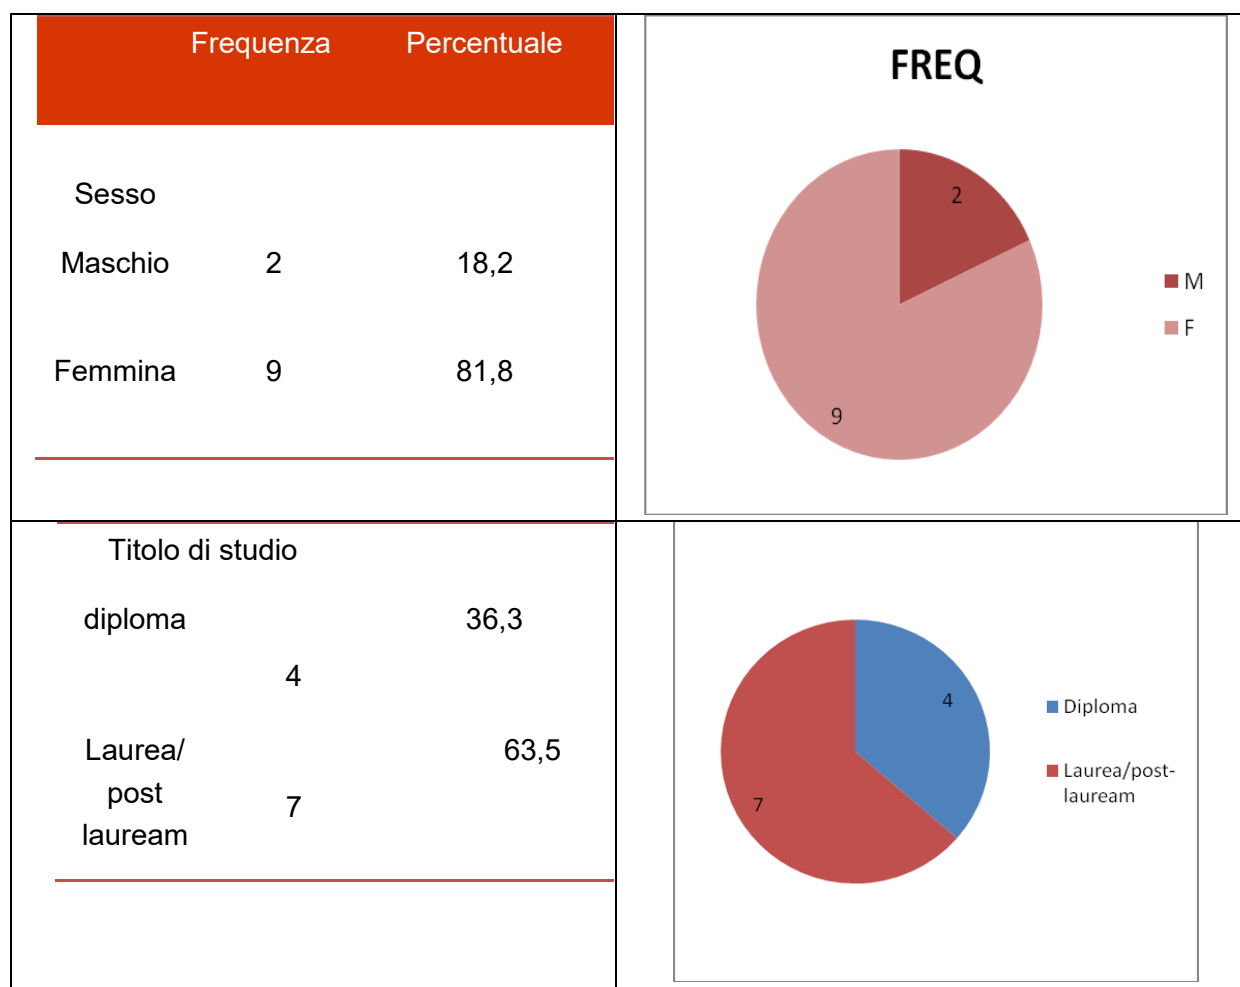 Frequenza Percentuale
Sesso
Maschio 2 18,2
Femmina 9 81,8
FREQ
2
9
M
F
Titolo di studio
diploma 36,3
4
Laurea/ 63,5
post
7
lauream
4
7
Diploma
Laurea/post-
lauream